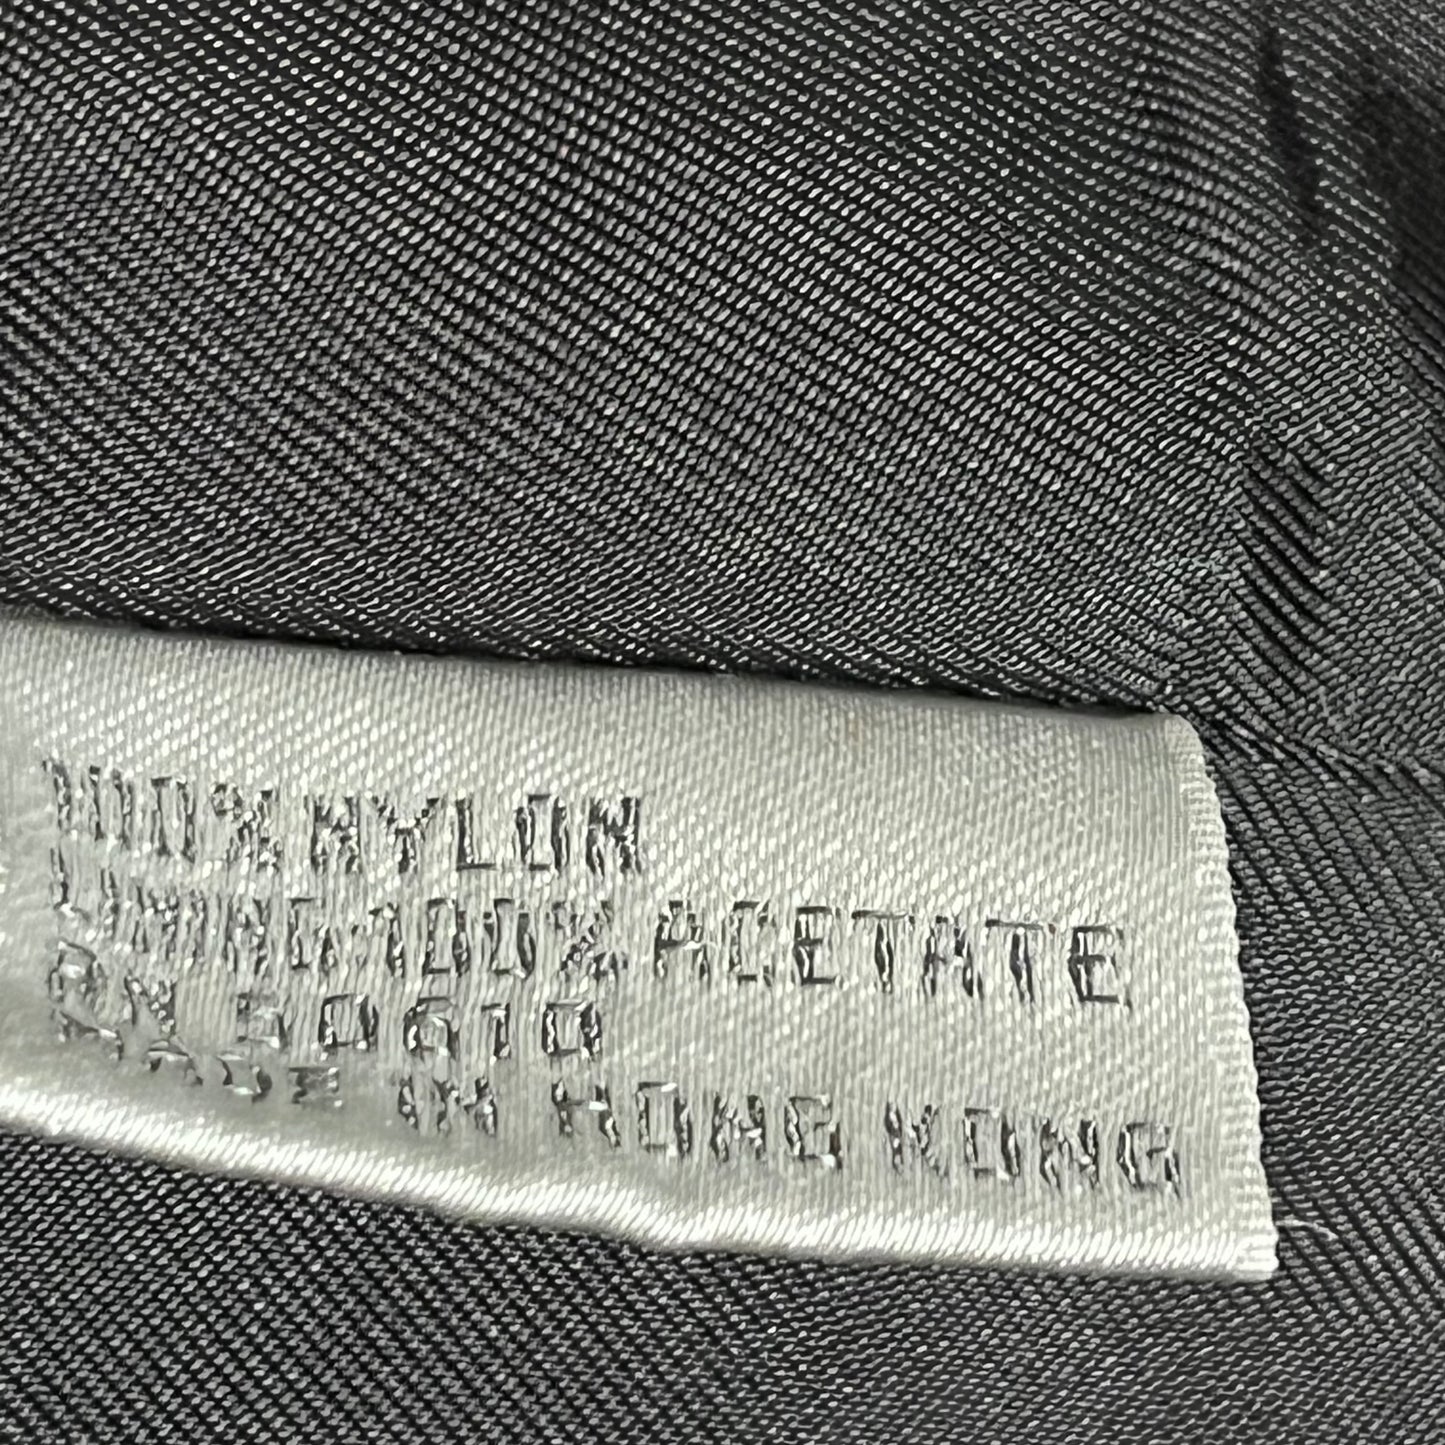 100% NYLON
LINING:100% ACETATE
RN 50610
MADE IN HONG KONG